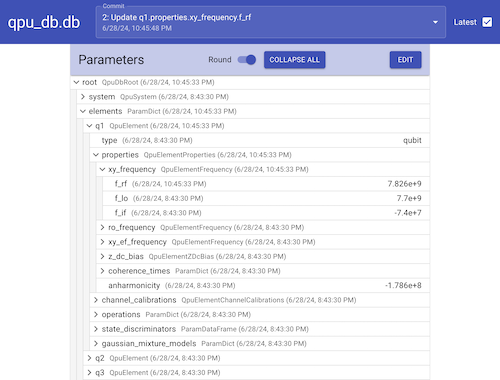 qpu_db.db
Commit
2: Update q1.properties.xy_frequency.f_rf
6/28/24, 10:45:48 PM
Latest
Parameters
Round
COLLAPSE ALL
EDIT
root QpuDbRoot (6/28/24, 10:45:33 PM)
system QpuSystem (6/28/24, 8:43:30 PM)
elements ParamDict (6/28/24, 10:45:33 PM)
q1 QpuElement (6/28/24, 10:45:33 PM)
type (6/28/24, 8:43:30 PM) qubit
properties QpuElementProperties (6/28/24, 10:45:33 PM)
xy_frequency QpuElementFrequency (6/28/24, 10:45:33 PM)
f_rf (6/28/24, 10:45:33 PM) 7.826e+9
f_lo (6/28/24, 8:43:30 PM) 7.7e+9
f_if (6/28/24, 8:43:30 PM) -7.4e+7
ro_frequency QpuElementFrequency (6/28/24, 8:43:30 PM)
xy_ef_frequency QpuElementFrequency (6/28/24, 8:43:30 PM)
z_dc_bias QpuElementZDcBias (6/28/24, 8:43:30 PM)
coherence_times ParamDict (6/28/24, 8:43:30 PM)
anharmonicity (6/28/24, 8:43:30 PM) -1.786e+8
channel_calibrations QpuElementChannelCalibrations (6/28/24, 8:43:30 PM)
operations ParamDict (6/28/24, 8:43:30 PM)
state_discriminators ParamDataFrame (6/28/24, 8:43:30 PM)
gaussian_mixture_models ParamDict (6/28/24, 8:43:30 PM)
q2 QpuElement (6/28/24, 8:43:30 PM)
q3 QpuElement (6/28/24, 8:43:30 PM)